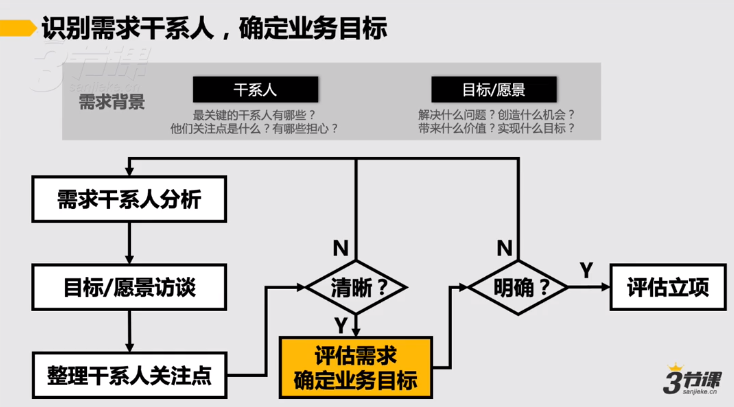 识别需求干系人，确定业务目标
3节课
sanjieke.cn
需求背景
干系人
最关键的干系人有哪些？
他们关注点是什么？有哪些担心？
目标/愿景
解决什么问题？创造什么机会？
带来什么价值？实现什么目标？
需求干系人分析
目标/愿景访谈
整理干系人关注点
N
清晰？
Y
评估需求
确定业务目标
N
明确？
Y
评估立项
3节课
sanjieke.cn